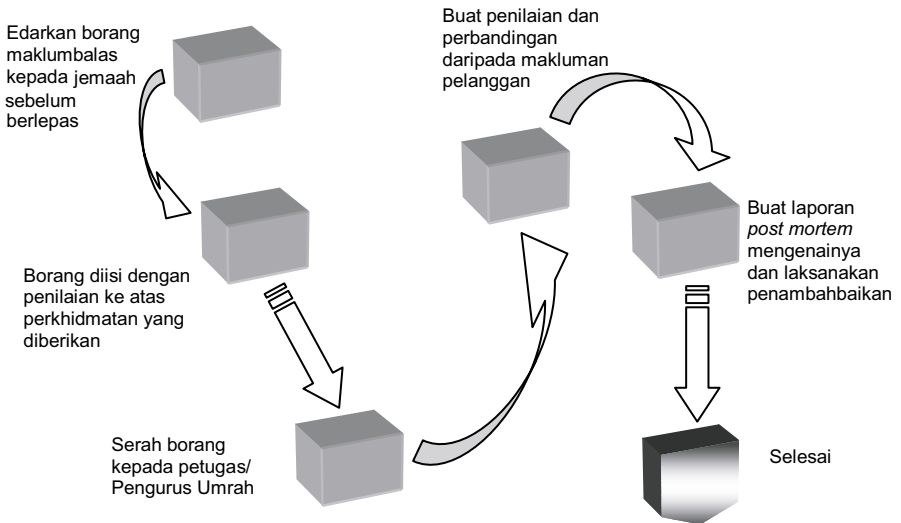 Edarkan borang
maklumbalas
kepada jemaah
sebelum
berlepas
Borang diisi dengan
penilaian ke atas
perkhidmatan yang
diberikan
Serah borang
kepada petugas/
Pengurus Umrah
Buat penilaian dan
perbandingan
daripada makluman
pelanggan
Buat laporan
post mortem
mengenainya
dan laksanakan
penambahbaikan
Selesai